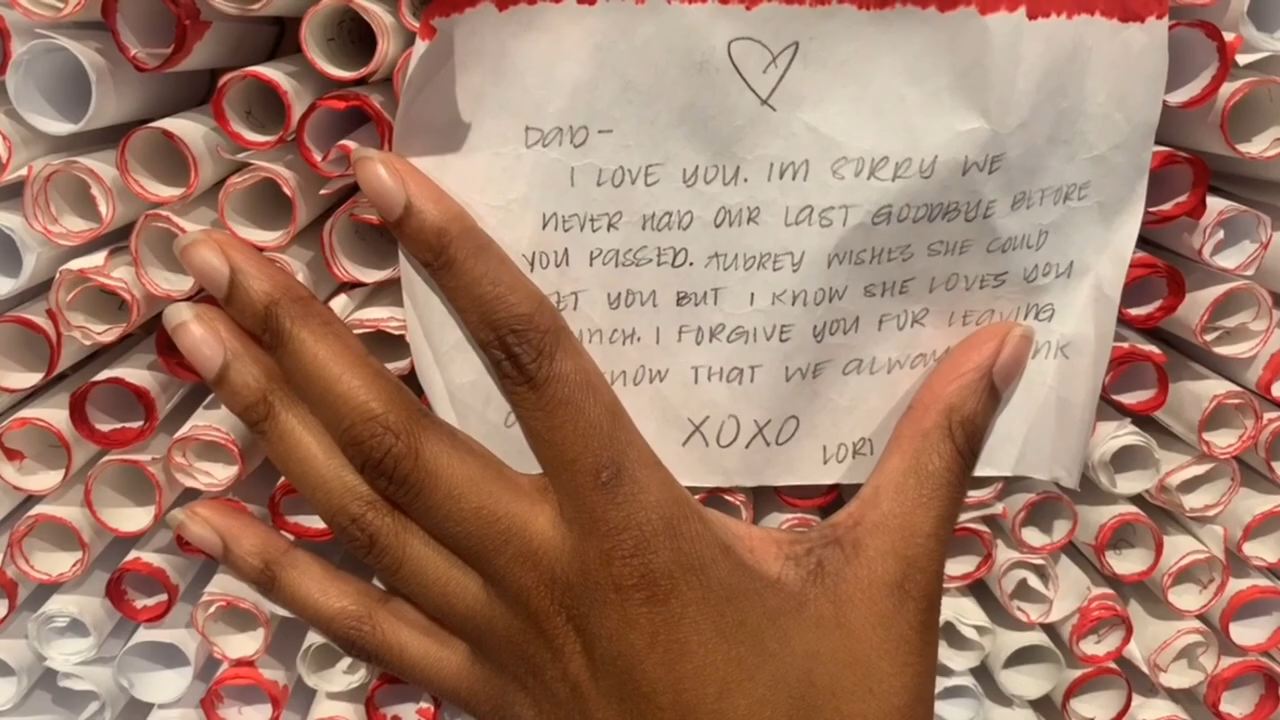 DAD-
I LOVE YOU. IM SORRY WE
NEVER HAD OUR LAST GOODBYE BEFORE
YOU PASSED. AUBREY WISHES SHE COULD
YOU BUT I KNOW SHE LOVES YOU
I FORGIVE YOU FOR LEAVING
KNOW THAT WE
XOXO
LORI